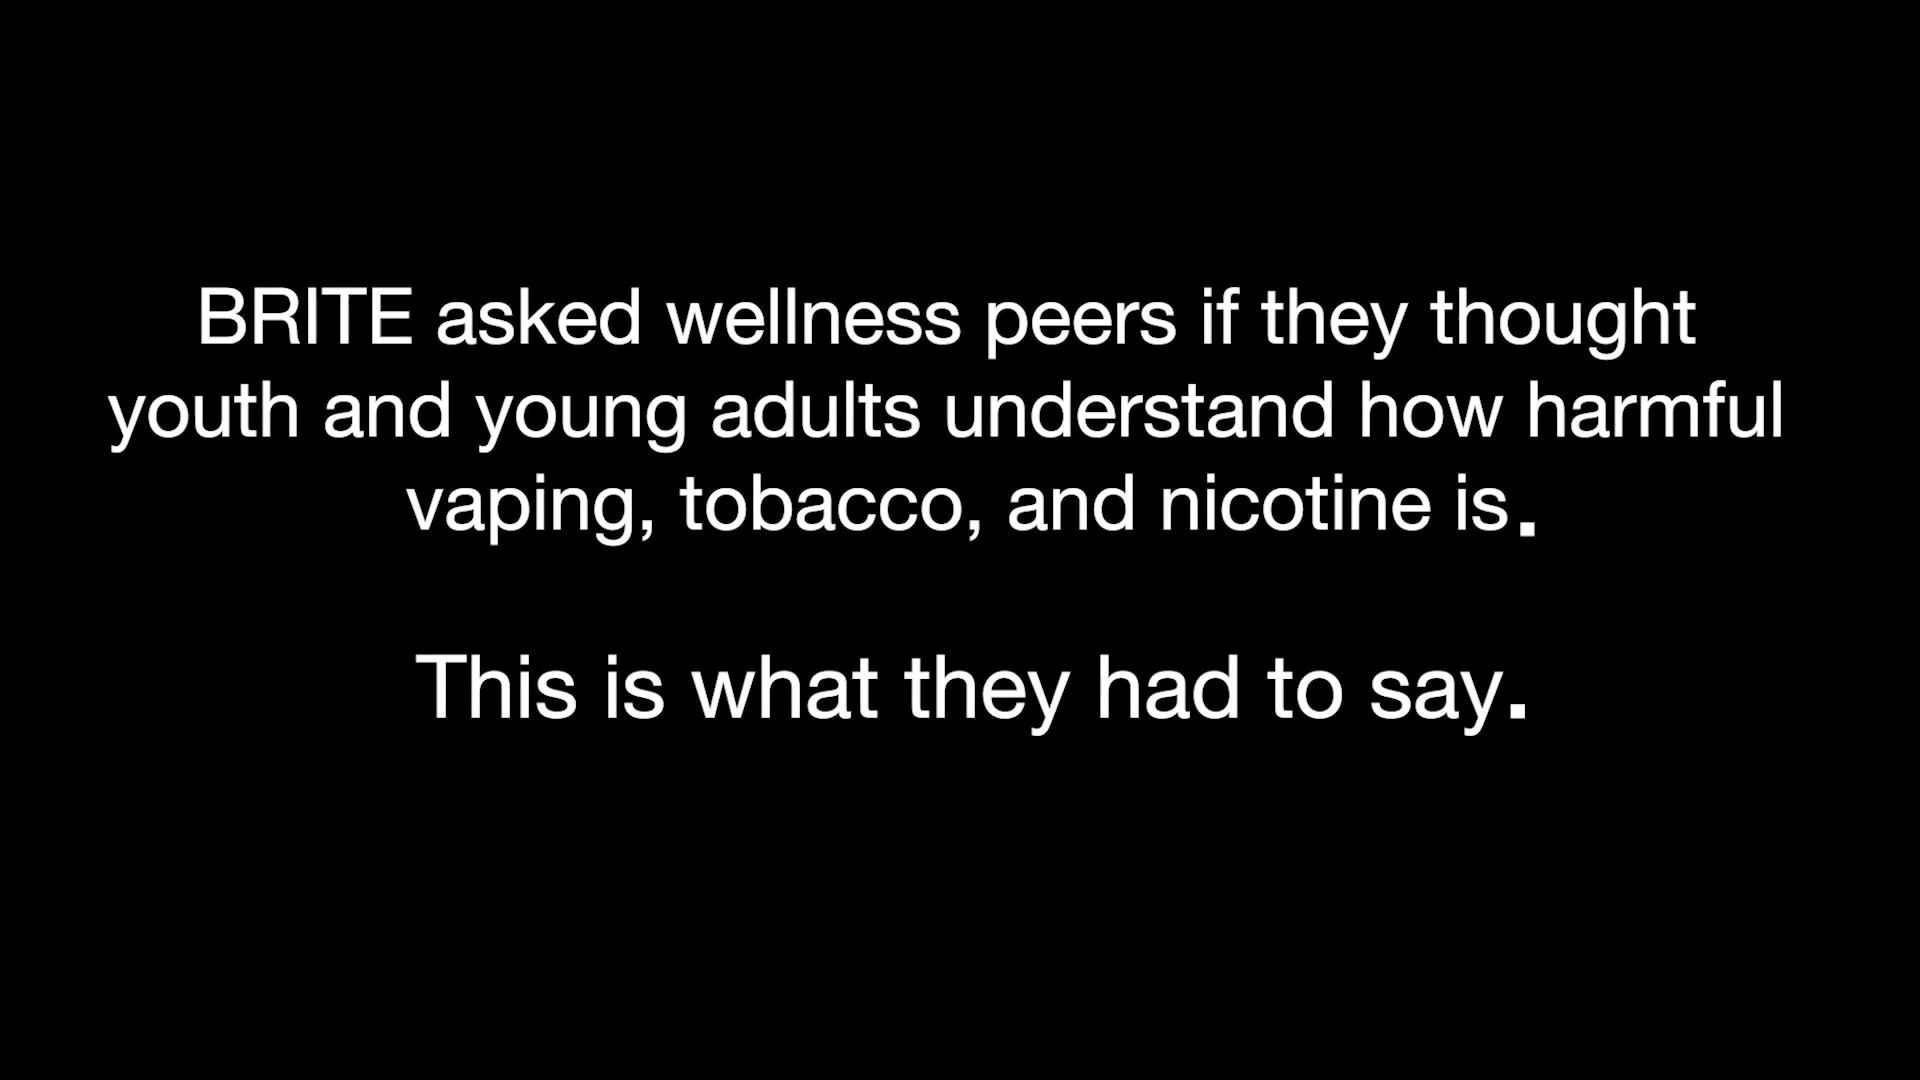 BRITE asked wellness peers if they thought
youth and young adults understand how harmful
vaping, tobacco, and nicotine is.
This is what they had to say.